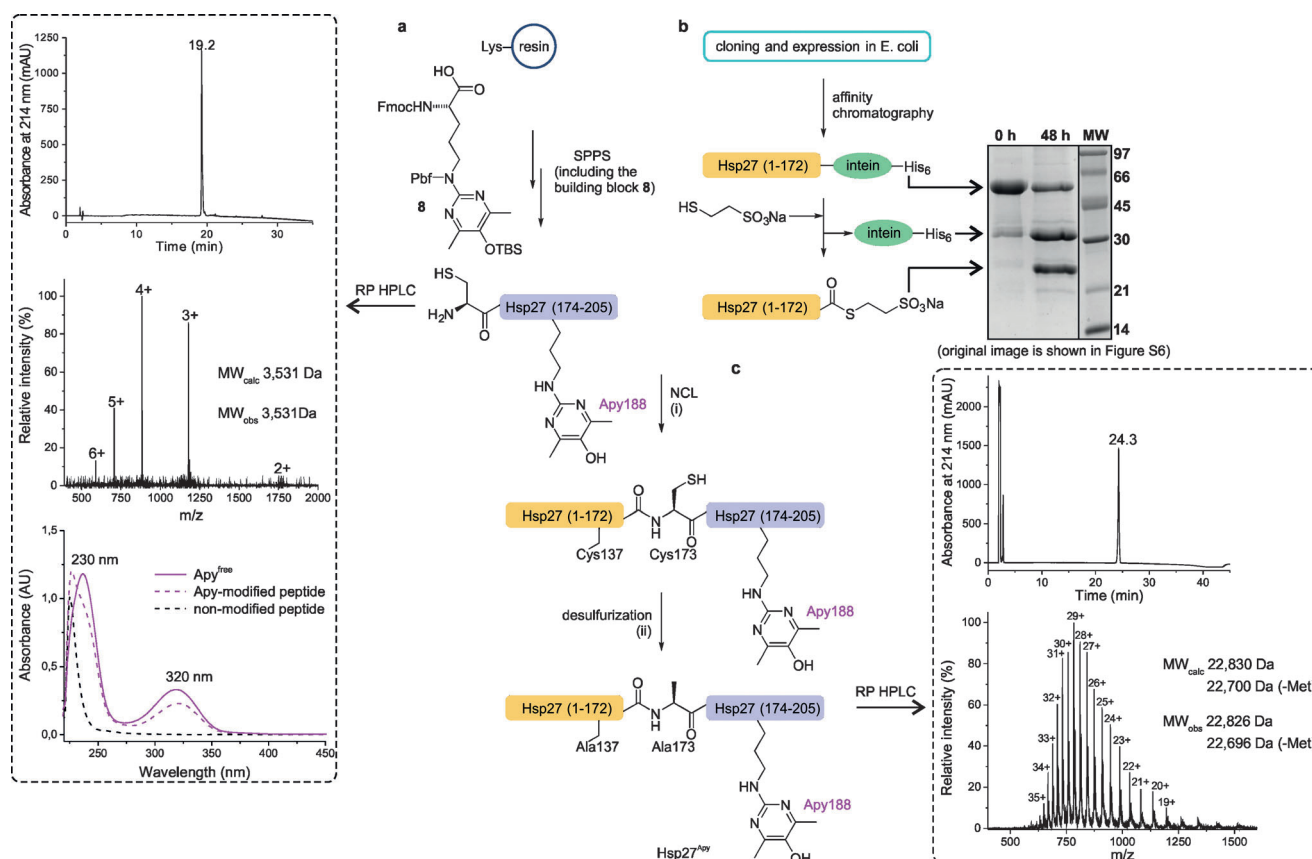 a
Lys
resin
HO
O
FmocHN
Pbf
N
N
N
8
OTBS
SPPS
(including the
building block 8)
RP HPLC
HS
H2N
O
Hsp27 (174-205)
HN
N
N
Apy188
OH
19.2
Absorbance at 214 nm (mAU)
1250
1000
750
500
250
0
0 10 20 30
Time (min)
Relative intensity (%)
100
80
60
40
20
0
4+
3+
5+
6+
2+
MWcalc 3,531 Da
MWobs 3,531Da
500 750 1000 1250 1500 1750 2000
m/z
Absorbance (AU)
1,5
1,0
0,5
0,0
230 nm
320 nm
Apyfree
Apy-modified peptide
non-modified peptide
250 300 350 400 450
Wavelength (nm)
b
cloning and expression in E. coli
affinity
chromatography
Hsp27 (1-172)
intein
His6
HS
SO3Na
intein
His6
Hsp27 (1-172)
O
S
SO3Na
0 h 48 h MW
97
66
45
30
21
14
(original image is shown in Figure S6)
c
NCL
(i)
Hsp27 (1-172)
O
N
H
SH
O
Hsp27 (174-205)
Cys137
Cys173
HN
N
N
Apy188
OH
desulfurization
(ii)
Hsp27 (1-172)
O
N
H
O
Hsp27 (174-205)
Ala137
Ala173
HN
N
N
Apy188
OH
Hsp27Apy
RP HPLC
Absorbance at 214 nm (mAU)
2000
1500
1000
500
0
24.3
0 20 40
Time (min)
Relative intensity (%)
100
80
60
40
20
0
29+
28+
30+
27+
31+
26+
32+
25+
24+
33+
23+
34+
22+
35+
21+
20+
19+
MWcalc 22,830 Da
22,700 Da (-Met
MWobs 22,826 Da
22,696 Da (-Met
500 750 1000 1250 1500
m/z